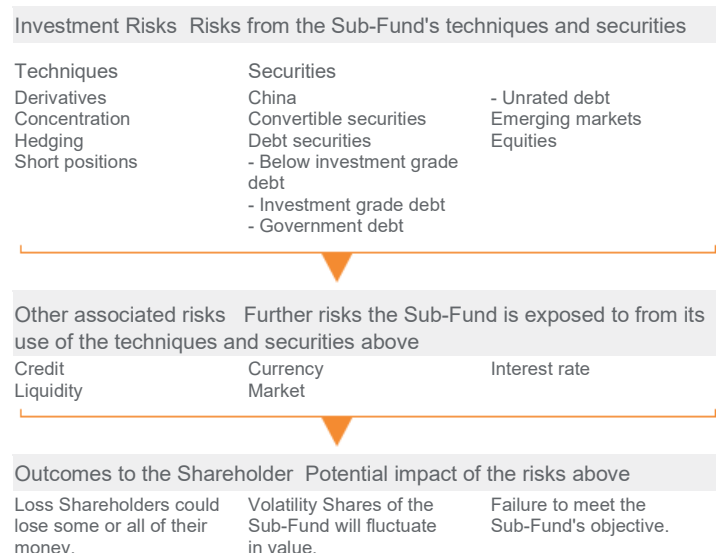 Investment Risks Risks from the Sub-Fund's techniques and securities
Techniques
Derivatives
Concentration
Hedging
Short positions
Securities
China
Convertible securities
Debt securities
- Below investment grade
debt
- Investment grade debt
- Government debt
- Unrated debt
Emerging markets
Equities
Other associated risks Further risks the Sub-Fund is exposed to from its
use of the techniques and securities above
Credit
Liquidity
Currency
Market
Interest rate
Outcomes to the Shareholder Potential impact of the risks above
Loss Shareholders could
lose some or all of their
money.
Volatility Shares of the
Sub-Fund will fluctuate
in value.
Failure to meet the
Sub-Fund's objective.